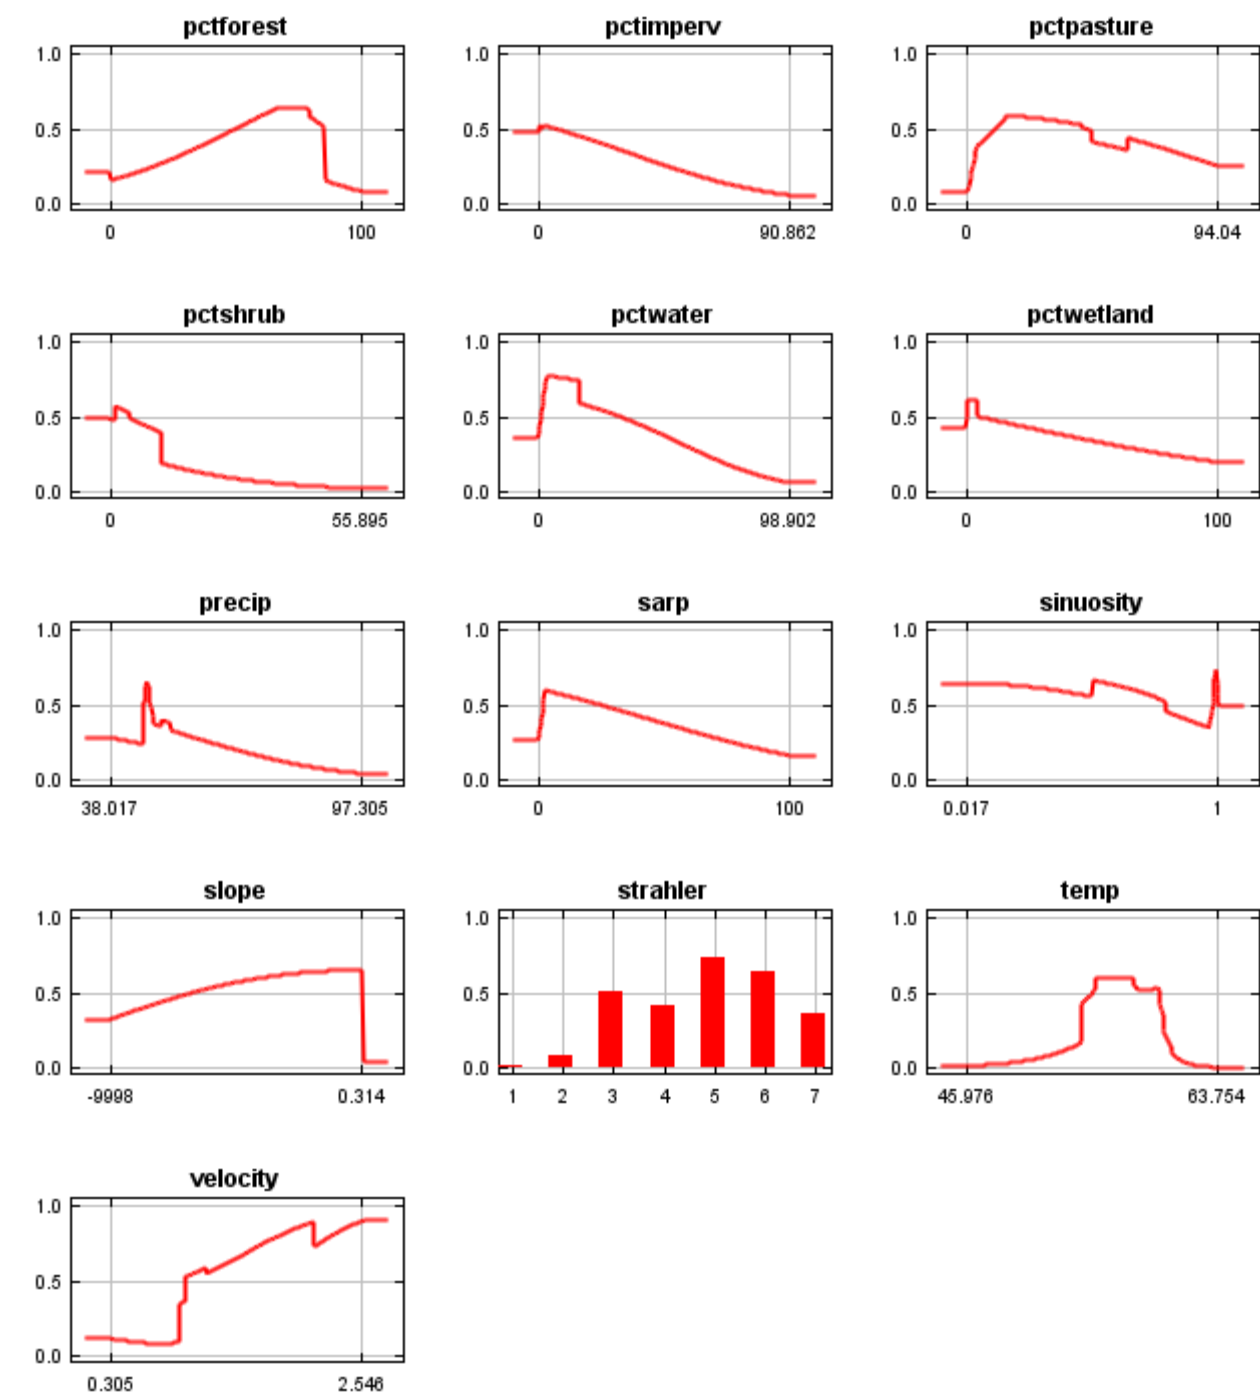 pctforest pctimperv pctpasture
1.0 1.0 1.0
0.5 0.5 0.5
0.0 0.0 0.0
0 100 0 90.862 0 94.04
pctshrub pctwater pctwetland
1.0 1.0 1.0
0.5 0.5 0.5
0.0 0.0 0.0
0 55.895 0 98.902 0 100
precip sarp sinuosity
1.0 1.0 1.0
0.5 0.5 0.5
0.0 0.0 0.0
38.017 97.305 0 100 0.017 1
slope strahler temp
1.0 1.0 1.0
0.5 0.5 0.5
0.0 0.0 0.0
-9998 0.314 1 2 3 4 5 6 7 45.976 63.754
velocity
1.0
0.5
0.0
0.305 2.546